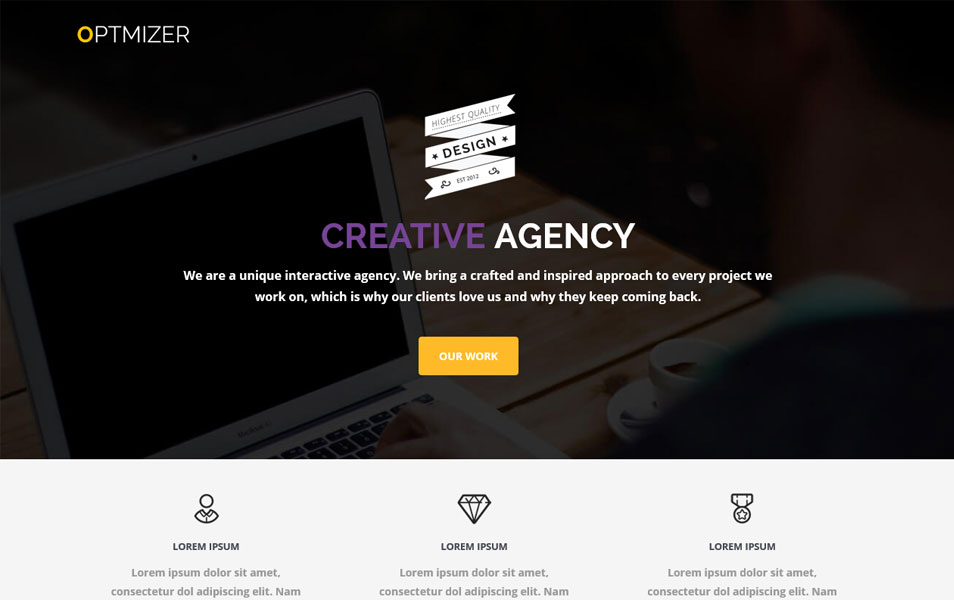 OPTMIZER
HIGHEST QUALITY
DESIGN
EST 2012
CREATIVE AGENCY
We are a unique interactive agency. We bring a crafted and inspired approach to every project we
work on, which is why our clients love us and why they keep coming back.
OUR WORK
MacBook Air
LOREM IPSUM
Lorem ipsum dolor sit amet,
consectetur dol adipiscing elit. Nam
LOREM IPSUM
Lorem ipsum dolor sit amet,
consectetur dol adipiscing elit. Nam
LOREM IPSUM
Lorem ipsum dolor sit amet,
consectetur dol adipiscing elit. Nam